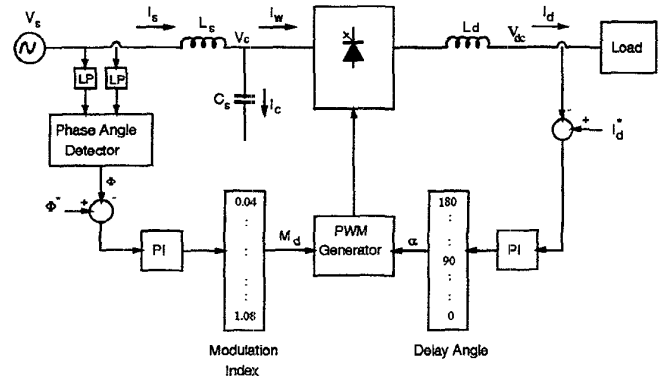 V_s
I_s
L_s
I_w
V_c
L_d
V_dc
I_d
Load
LP
LP
C_s
I_c
x
Phase Angle
Detector
Φ
Φ*
+
-
-
+
I_d*
PI
0.04
:
:
:
:
1.08
M_d
PWM
Generator
α
180
:
:
90
:
:
0
PI
Modulation
Index
Delay Angle